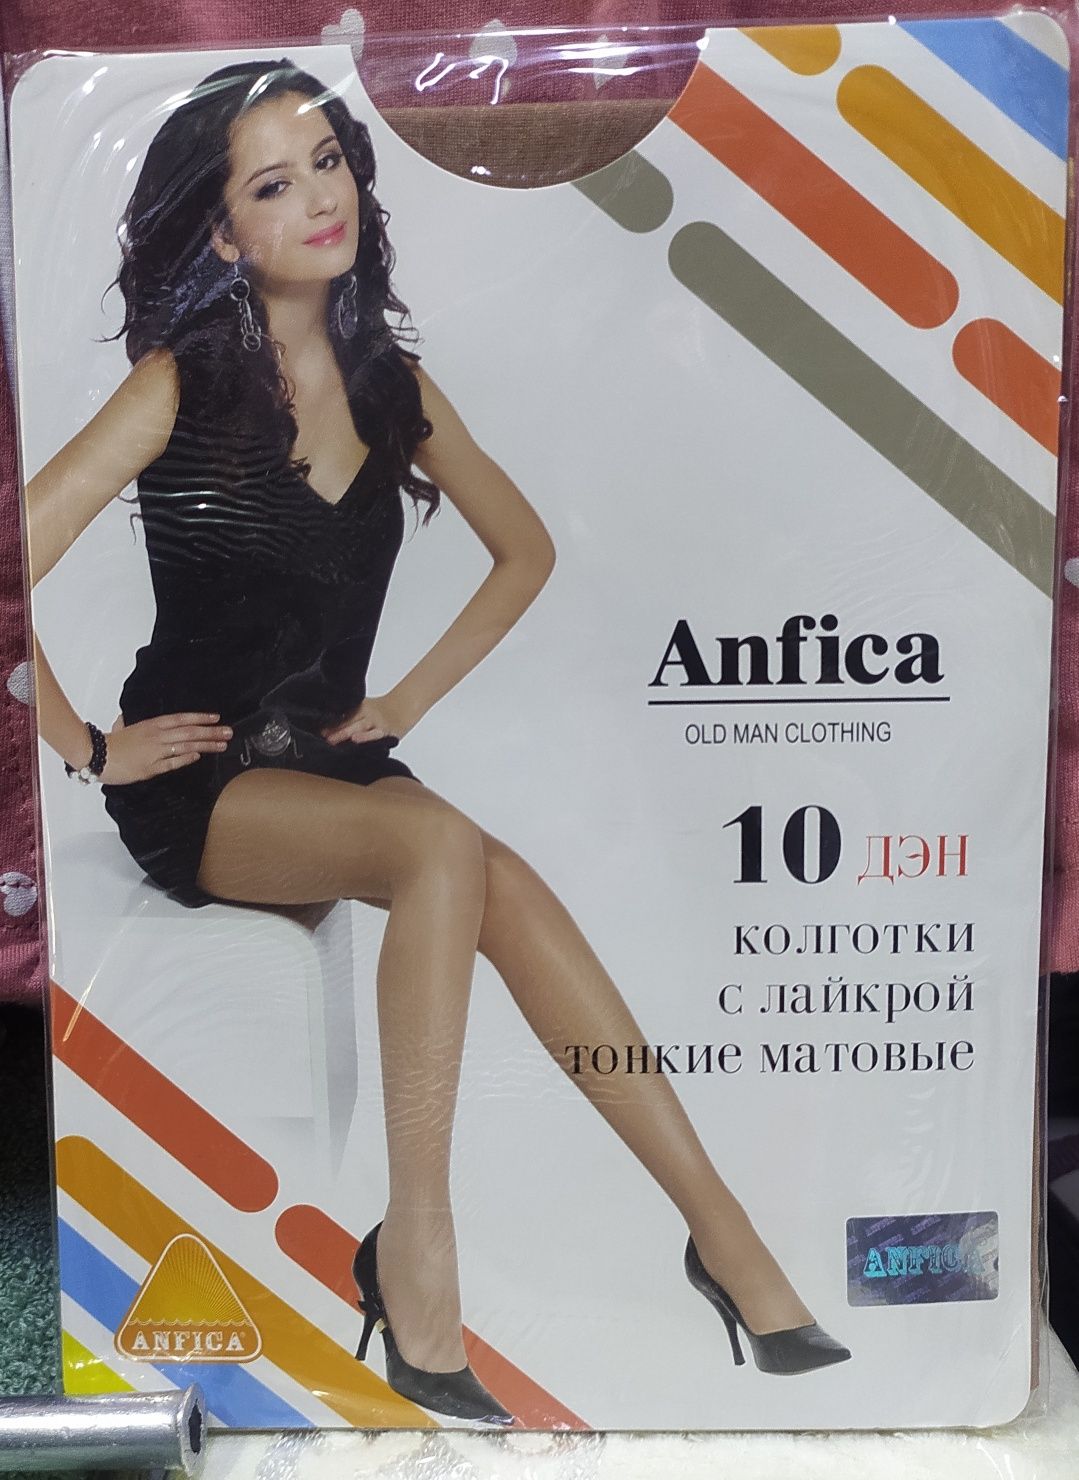 Anfica
OLD MAN CLOTHING
10 ДЭН
колготки
с лайкрой
тонкие матовые
ANFICA
ANFICA